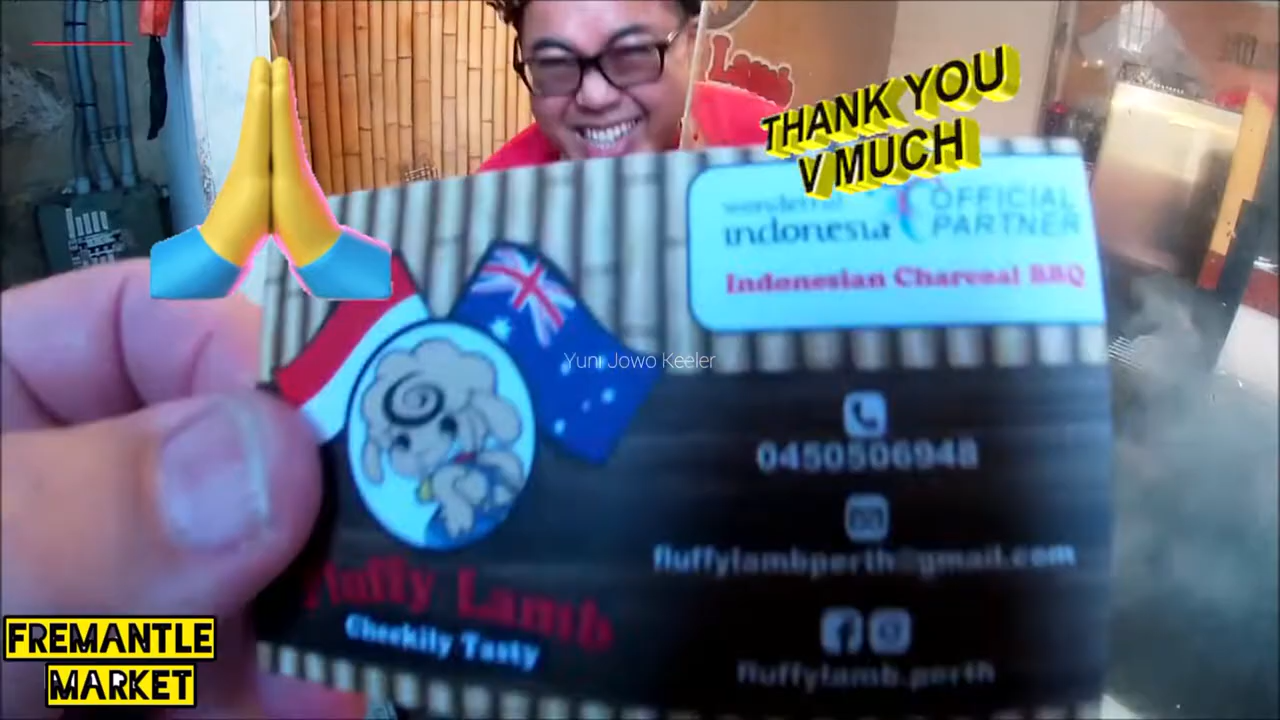 THANK YOU
V MUCH
wonderful
indonesia
OFFICIAL
PARTNER
Indonesian Charcoal BBQ
Yuni Jowo Keeler
0450506948
fluffylambperth@gmail.com
Fluffy Lamb
Cheekily Tasty
fluffylamb.perth
FREMANTLE
MARKET